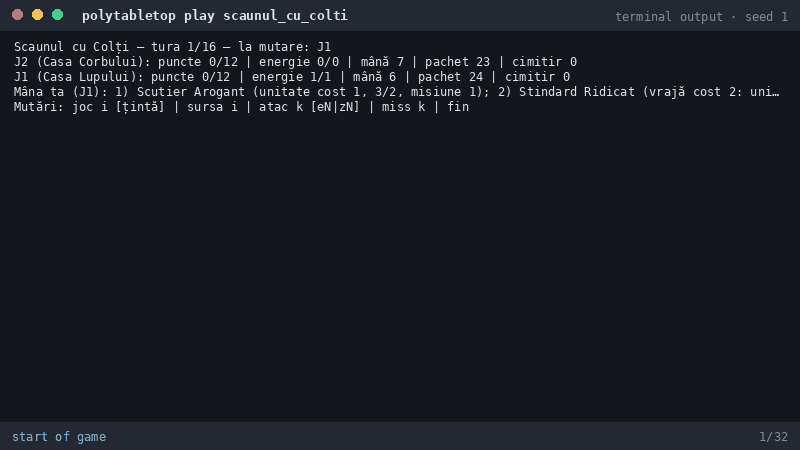 polytabletop play scaunul_cu_colti
terminal output · seed 1
Scaunul cu Colți — tura 1/16 — la mutare: J1
J2 (Casa Corbului): puncte 0/12 | energie 0/0 | mână 7 | pachet 23 | cimitir 0
J1 (Casa Lupului): puncte 0/12 | energie 1/1 | mână 6 | pachet 24 | cimitir 0
Mâna ta (J1): 1) Scutier Arogant (unitate cost 1, 3/2, misiune 1); 2) Stindard Ridicat (vrajă cost 2: uni…
Mutări: joc i [țintă] | sursa i | atac k [eN|zN] | miss k | fin
start of game
1/32